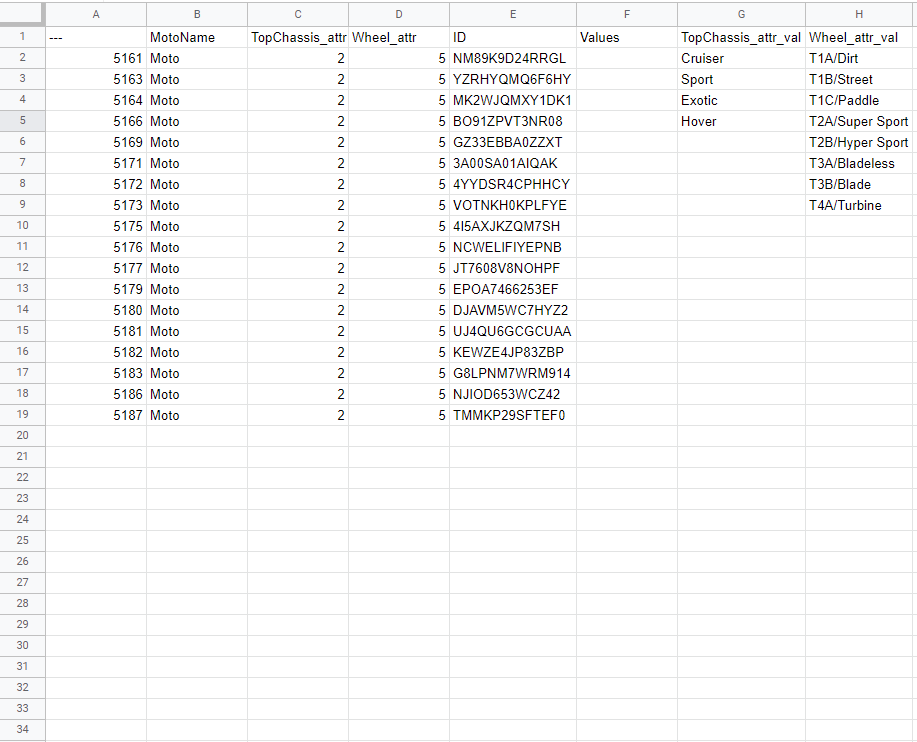 A B C D E F G H
1 --- MotoName TopChassis_attr Wheel_attr ID Values TopChassis_attr_val Wheel_attr_val
2 5161 Moto 2 5 NM89K9D24RRGL Cruiser T1A/Dirt
3 5163 Moto 2 5 YZRHYQMQ6F6HY Sport T1B/Street
4 5164 Moto 2 5 MK2WJQMXY1DK1 Exotic T1C/Paddle
5 5166 Moto 2 5 BO91ZPVT3NR08 Hover T2A/Super Sport
6 5169 Moto 2 5 GZ33EBBA0ZZXT T2B/Hyper Sport
7 5171 Moto 2 5 3A00SA01AIQAK T3A/Bladeless
8 5172 Moto 2 5 4YYDSR4CPHHCY T3B/Blade
9 5173 Moto 2 5 VOTNKH0KPLFYE T4A/Turbine
10 5175 Moto 2 5 4I5AXJKZQM7SH
11 5176 Moto 2 5 NCWELIFIYEPNB
12 5177 Moto 2 5 JT7608V8NOHPF
13 5179 Moto 2 5 EPOA7466253EF
14 5180 Moto 2 5 DJAVM5WC7HYZ2
15 5181 Moto 2 5 UJ4QU6GCGCUAA
16 5182 Moto 2 5 KEWZE4JP83ZBP
17 5183 Moto 2 5 G8LPNM7WRM914
18 5186 Moto 2 5 NJIOD653WCZ42
19 5187 Moto 2 5 TMMKP29SFTEF0
20
21
22
23
24
25
26
27
28
29
30
31
32
33
34